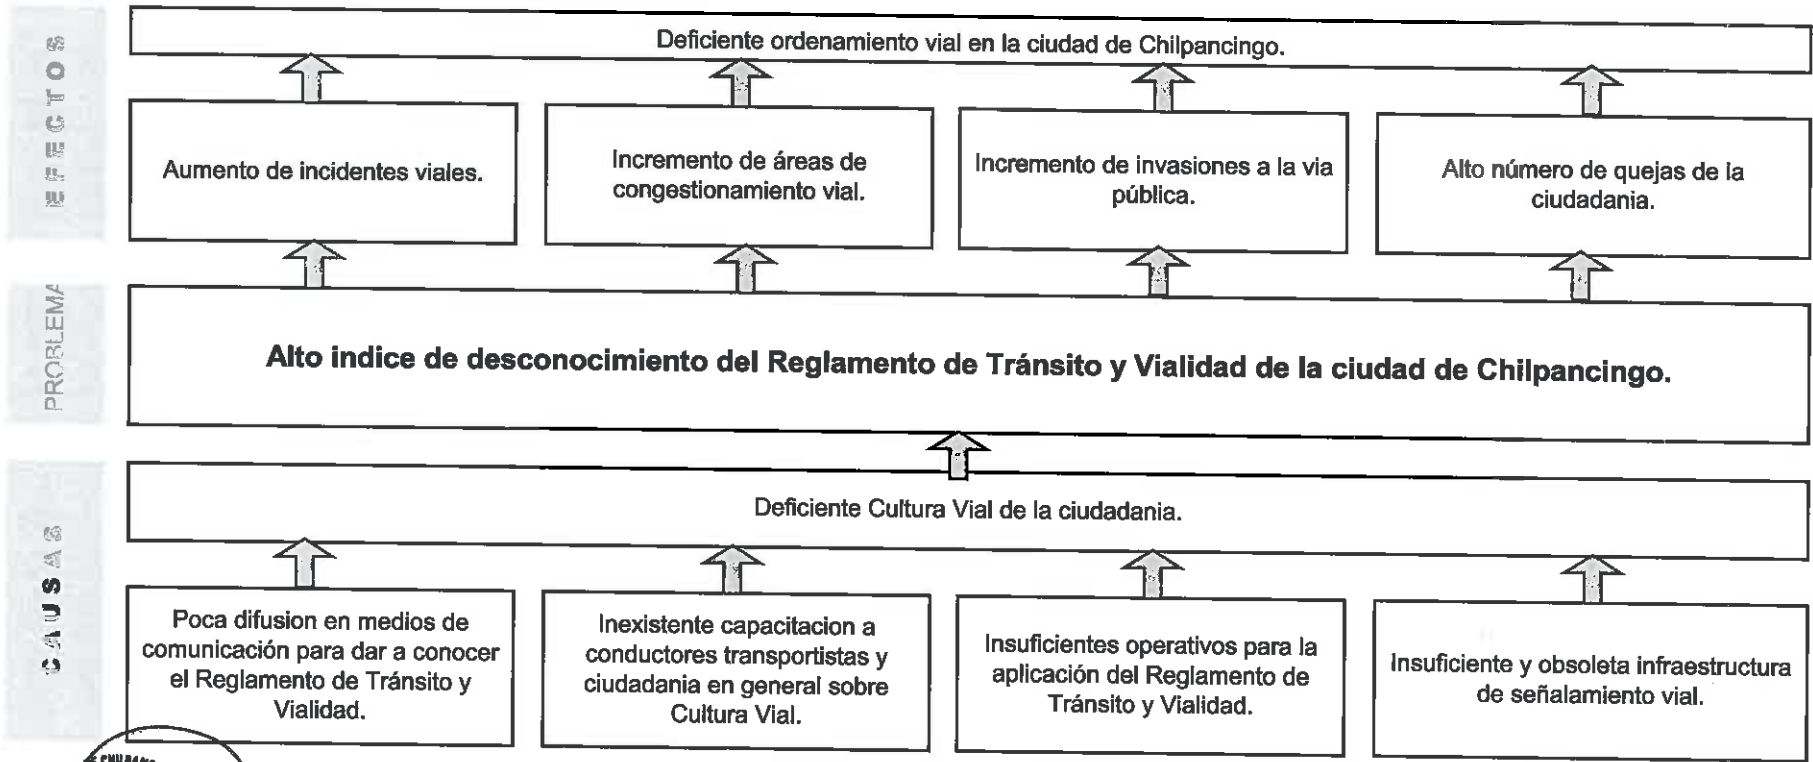 EFECTOS
Deficiente ordenamiento vial en la ciudad de Chilpancingo.
Aumento de incidentes viales.
Incremento de áreas de
congestionamiento vial.
Incremento de invasiones a la via
pública.
Alto número de quejas de la
ciudadania.
PROBLEMA
Alto indice de desconocimiento del Reglamento de Tránsito y Vialidad de la ciudad de Chilpancingo.
CAUSAS
Deficiente Cultura Vial de la ciudadania.
Poca difusion en medios de
comunicación para dar a conocer
el Reglamento de Tránsito y
Vialidad.
Inexistente capacitacion a
conductores transportistas y
ciudadania en general sobre
Cultura Vial.
Insuficientes operativos para la
aplicación del Reglamento de
Tránsito y Vialidad.
Insuficiente y obsoleta infraestructura
de señalamiento vial.